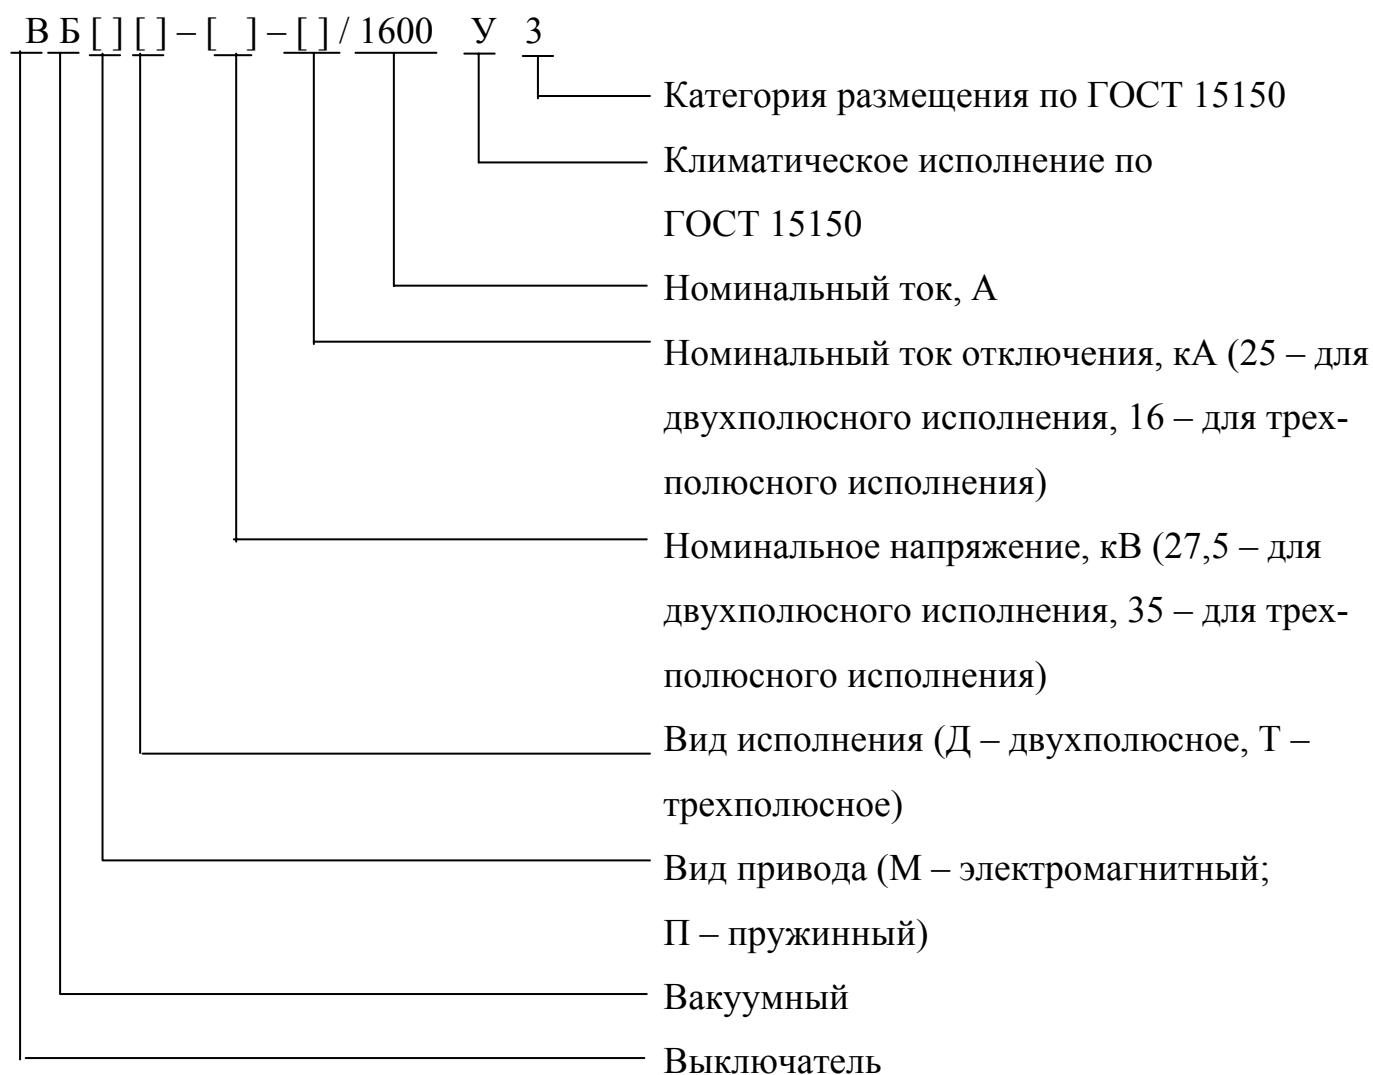 В Б [ ] [ ] – [ ] – [ ] / 1600 У 3
Категория размещения по ГОСТ 15150
Климатическое исполнение по
ГОСТ 15150
Номинальный ток, А
Номинальный ток отключения, кА (25 – для
двухполюсного исполнения, 16 – для трех-
полюсного исполнения)
Номинальное напряжение, кВ (27,5 – для
двухполюсного исполнения, 35 – для трех-
полюсного исполнения)
Вид исполнения (Д – двухполюсное, Т –
трехполюсное)
Вид привода (М – электромагнитный;
П – пружинный)
Вакуумный
Выключатель